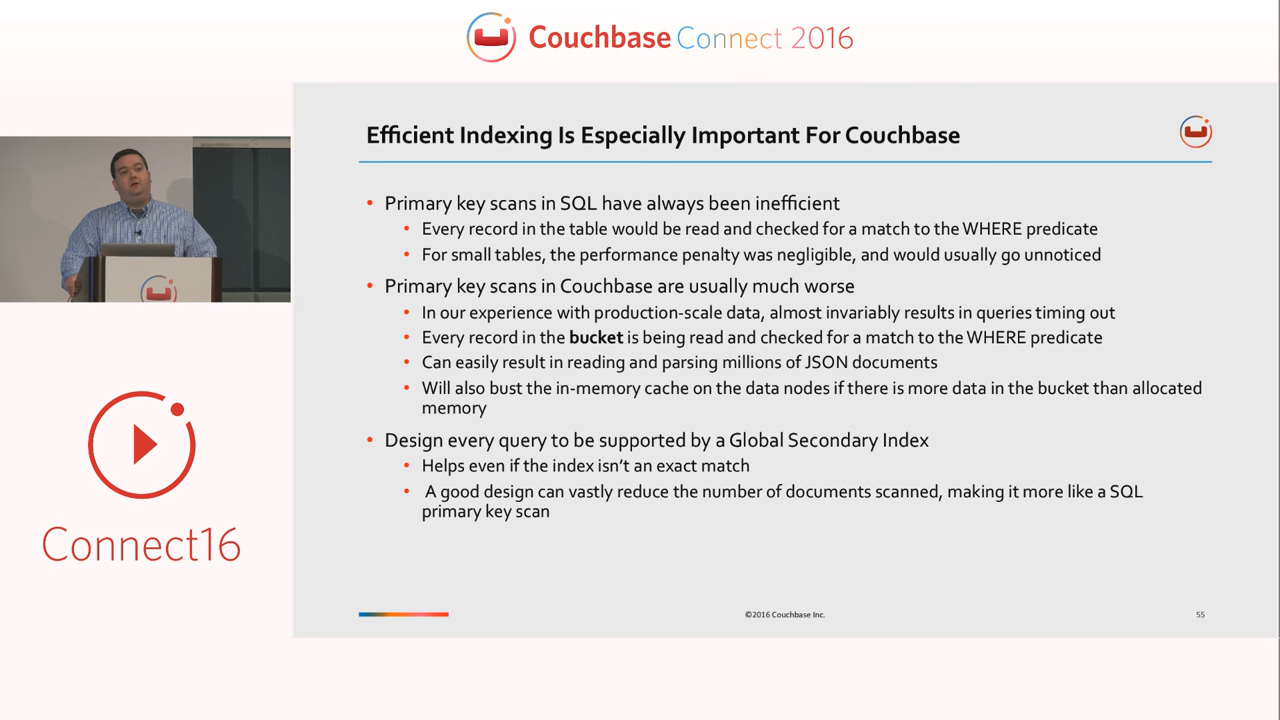 Couchbase Connect 2016
Efficient Indexing Is Especially Important For Couchbase
• Primary key scans in SQL have always been inefficient
• Every record in the table would be read and checked for a match to the WHERE predicate
• For small tables, the performance penalty was negligible, and would usually go unnoticed
• Primary key scans in Couchbase are usually much worse
• In our experience with production-scale data, almost invariably results in queries timing out
• Every record in the bucket is being read and checked for a match to the WHERE predicate
• Can easily result in reading and parsing millions of JSON documents
• Will also bust the in-memory cache on the data nodes if there is more data in the bucket than allocated
memory
• Design every query to be supported by a Global Secondary Index
• Helps even if the index isn't an exact match
• A good design can vastly reduce the number of documents scanned, making it more like a SQL
primary key scan
©2016 Couchbase Inc.
55
Connect16